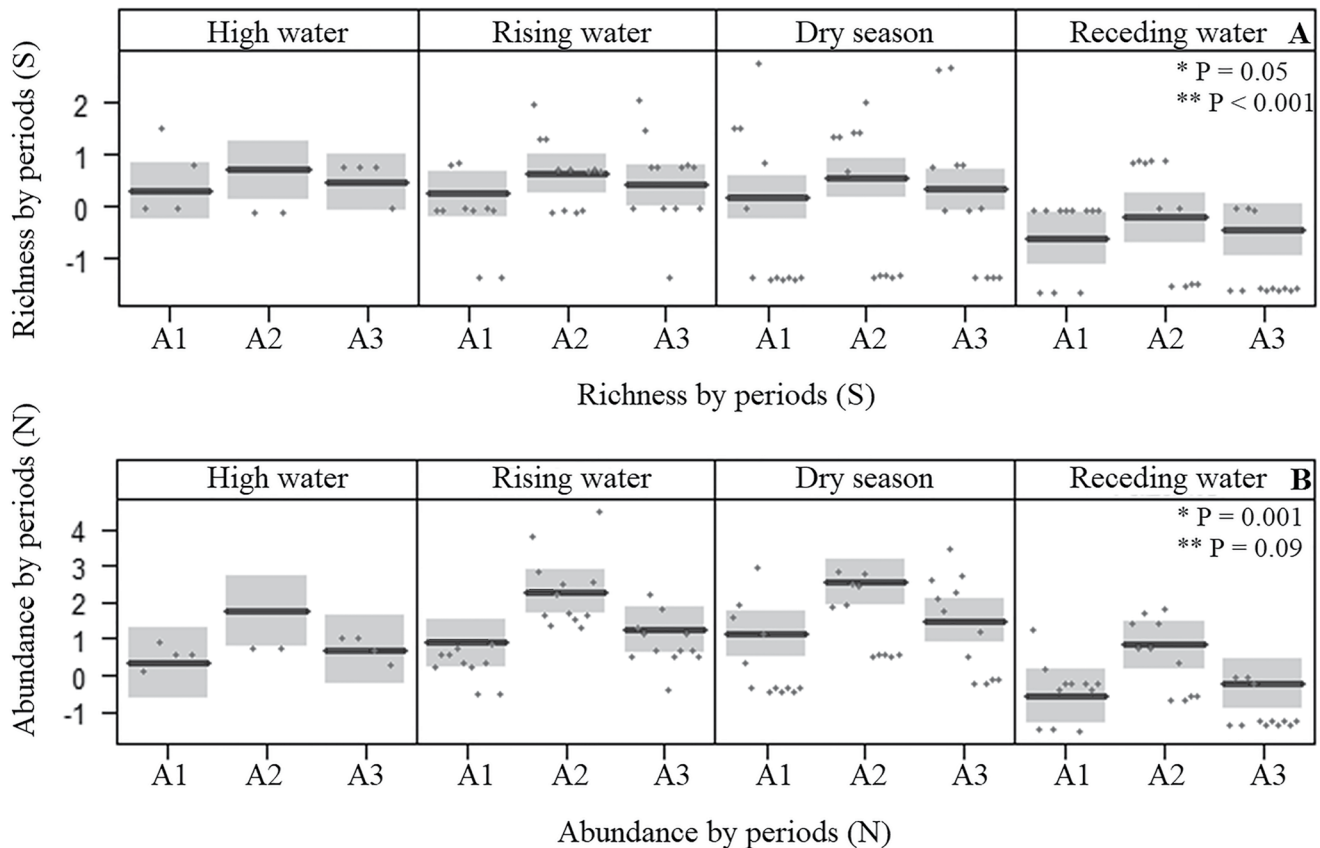 High water Rising water Dry season Receding water A
* P = 0.05
** P < 0.001
Richness by periods (S)
2
1
0
-1
A1 A2 A3 A1 A2 A3 A1 A2 A3 A1 A2 A3
Richness by periods (S)
High water Rising water Dry season Receding water B
* P = 0.001
** P = 0.09
Abundance by periods (N)
4
3
2
1
0
-1
A1 A2 A3 A1 A2 A3 A1 A2 A3 A1 A2 A3
Abundance by periods (N)